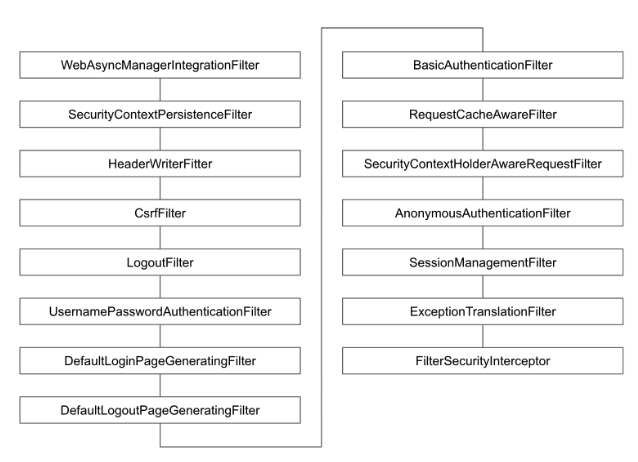 WebAsyncManagerIntegrationFilter
SecurityContextPersistenceFilter
HeaderWriterFitter
CsrfFilter
LogoutFilter
UsernamePasswordAuthenticationFilter
DefaultLoginPageGeneratingFilter
DefaultLogoutPageGeneratingFilter
BasicAuthenticationFilter
RequestCacheAwareFilter
SecurityContextHolderAwareRequestFilter
AnonymousAuthenticationFilter
SessionManagementFilter
ExceptionTranslationFilter
FilterSecurityInterceptor